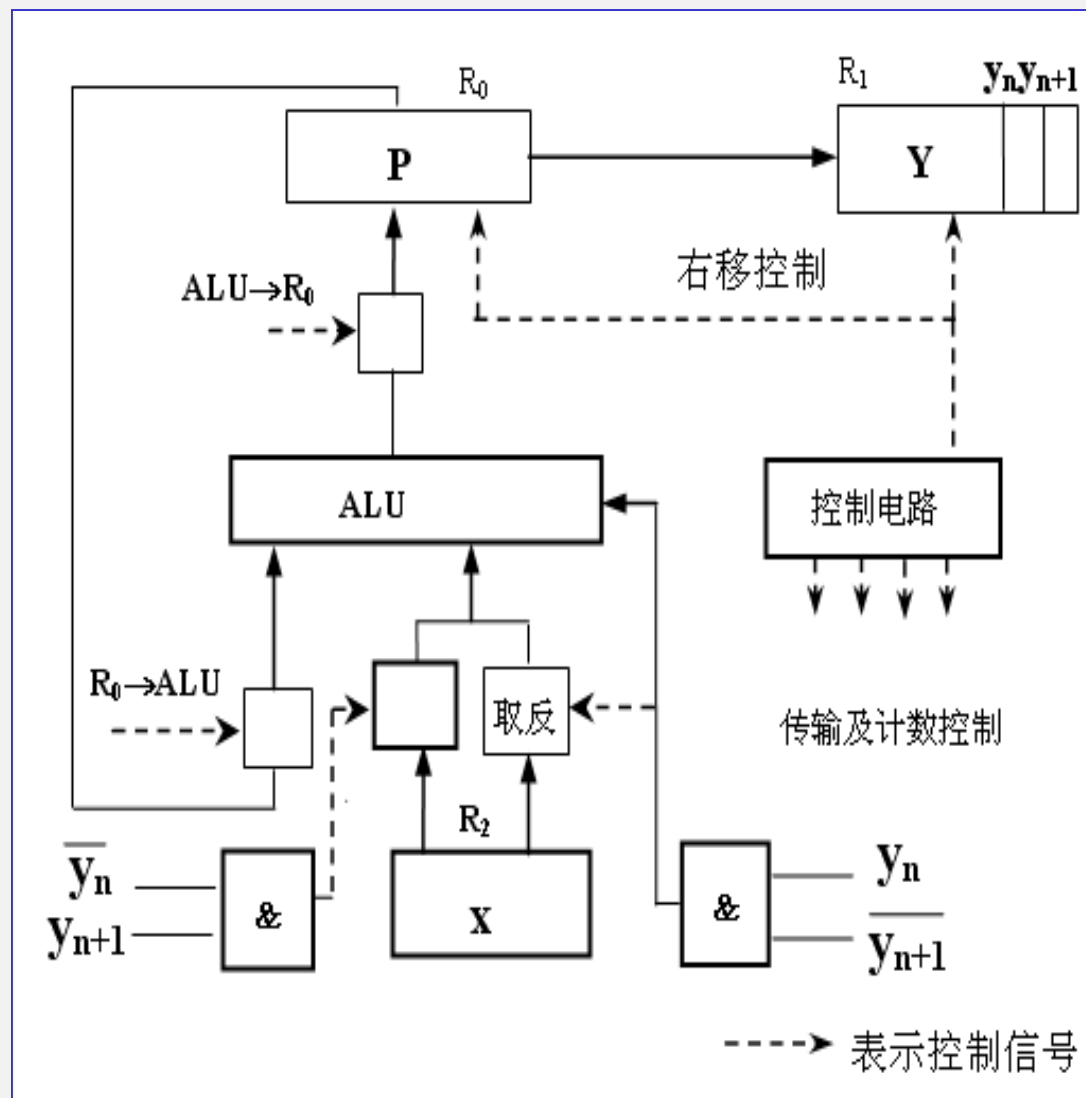 R₀
R₁
yₙ,yₙ₊₁
P
Y
ALU→R₀
右移控制
ALU
控制电路
R₀→ALU
取反
传输及计数控制
R₂
y̅ₙ
yₙ₊₁
&
X
&
yₙ
y̅ₙ₊₁
表示控制信号